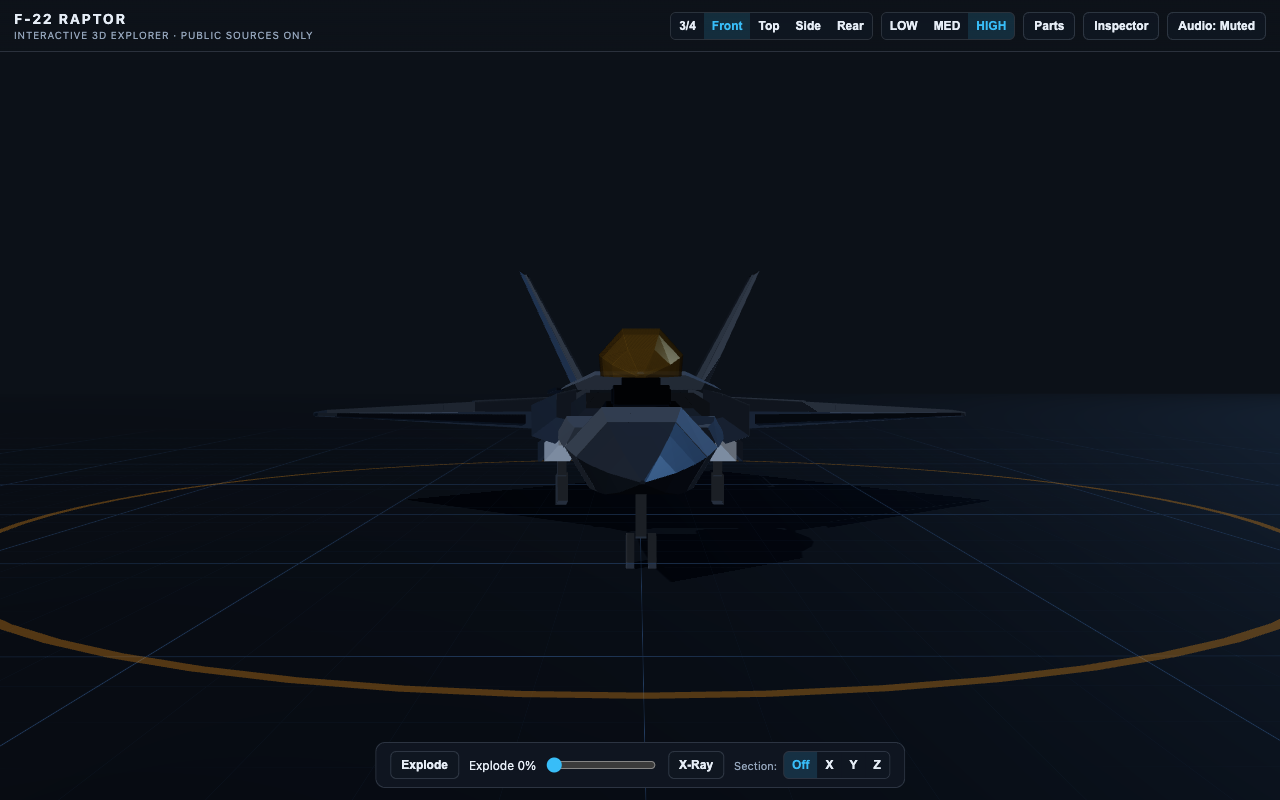 F-22 RAPTOR
INTERACTIVE 3D EXPLORER · PUBLIC SOURCES ONLY
3/4 Front Top Side Rear LOW MED HIGH Parts Inspector Audio: Muted
Explode Explode 0% X-Ray Section: Off X Y Z